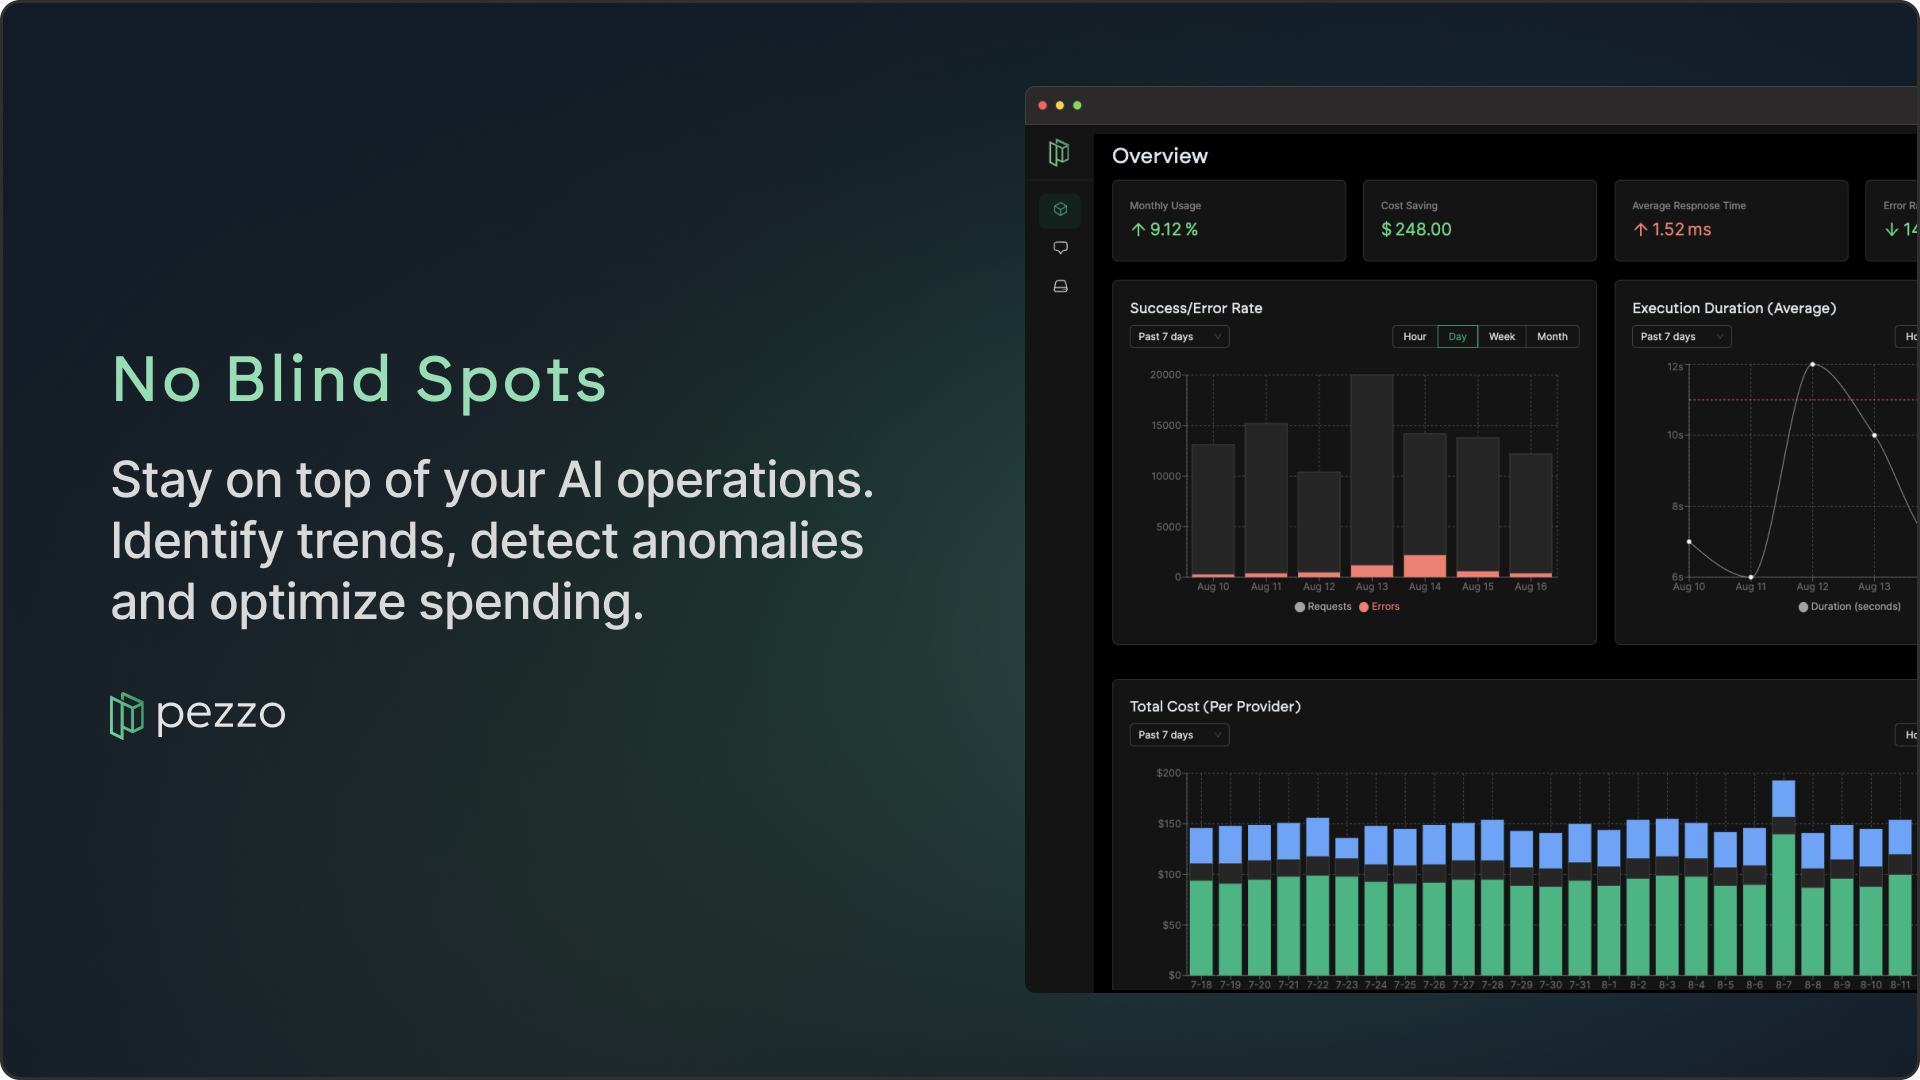 No Blind Spots
Stay on top of your AI operations.
Identify trends, detect anomalies
and optimize spending.
pezzo
Overview
Monthly Usage
↑ 9.12 %
Cost Saving
$ 248.00
Average Respnose Time
↑ 1.52 ms
Error
↓ 14
Success/Error Rate
Past 7 days
Hour Day Week Month
20000
15000
10000
5000
0
Aug 10 Aug 11 Aug 12 Aug 13 Aug 14 Aug 15 Aug 16
Requests Errors
Execution Duration (Average)
Past 7 days
12s
10s
8s
6s
Aug 10 Aug 11 Aug 12 Aug 13
Duration (seconds)
Total Cost (Per Provider)
Past 7 days
$200
$150
$100
$50
$0
7-18 7-19 7-20 7-21 7-22 7-23 7-24 7-25 7-26 7-27 7-28 7-29 7-30 7-31 8-1 8-2 8-3 8-4 8-5 8-6 8-7 8-8 8-9 8-10 8-11